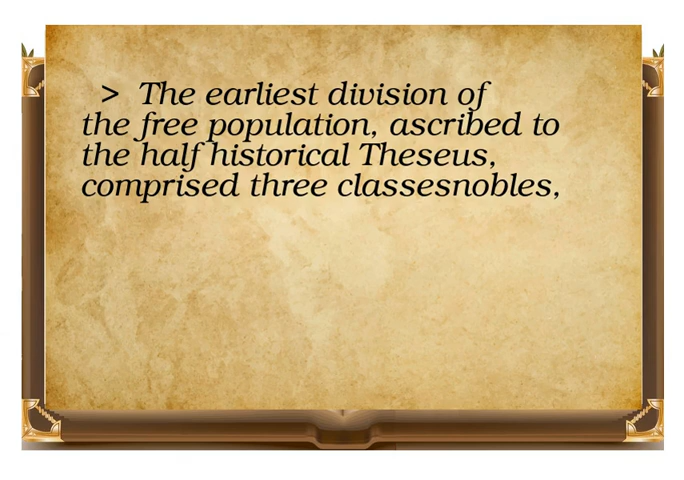 > The earliest division of
the free population, ascribed to
the half historical Theseus,
comprised three classesnobles,